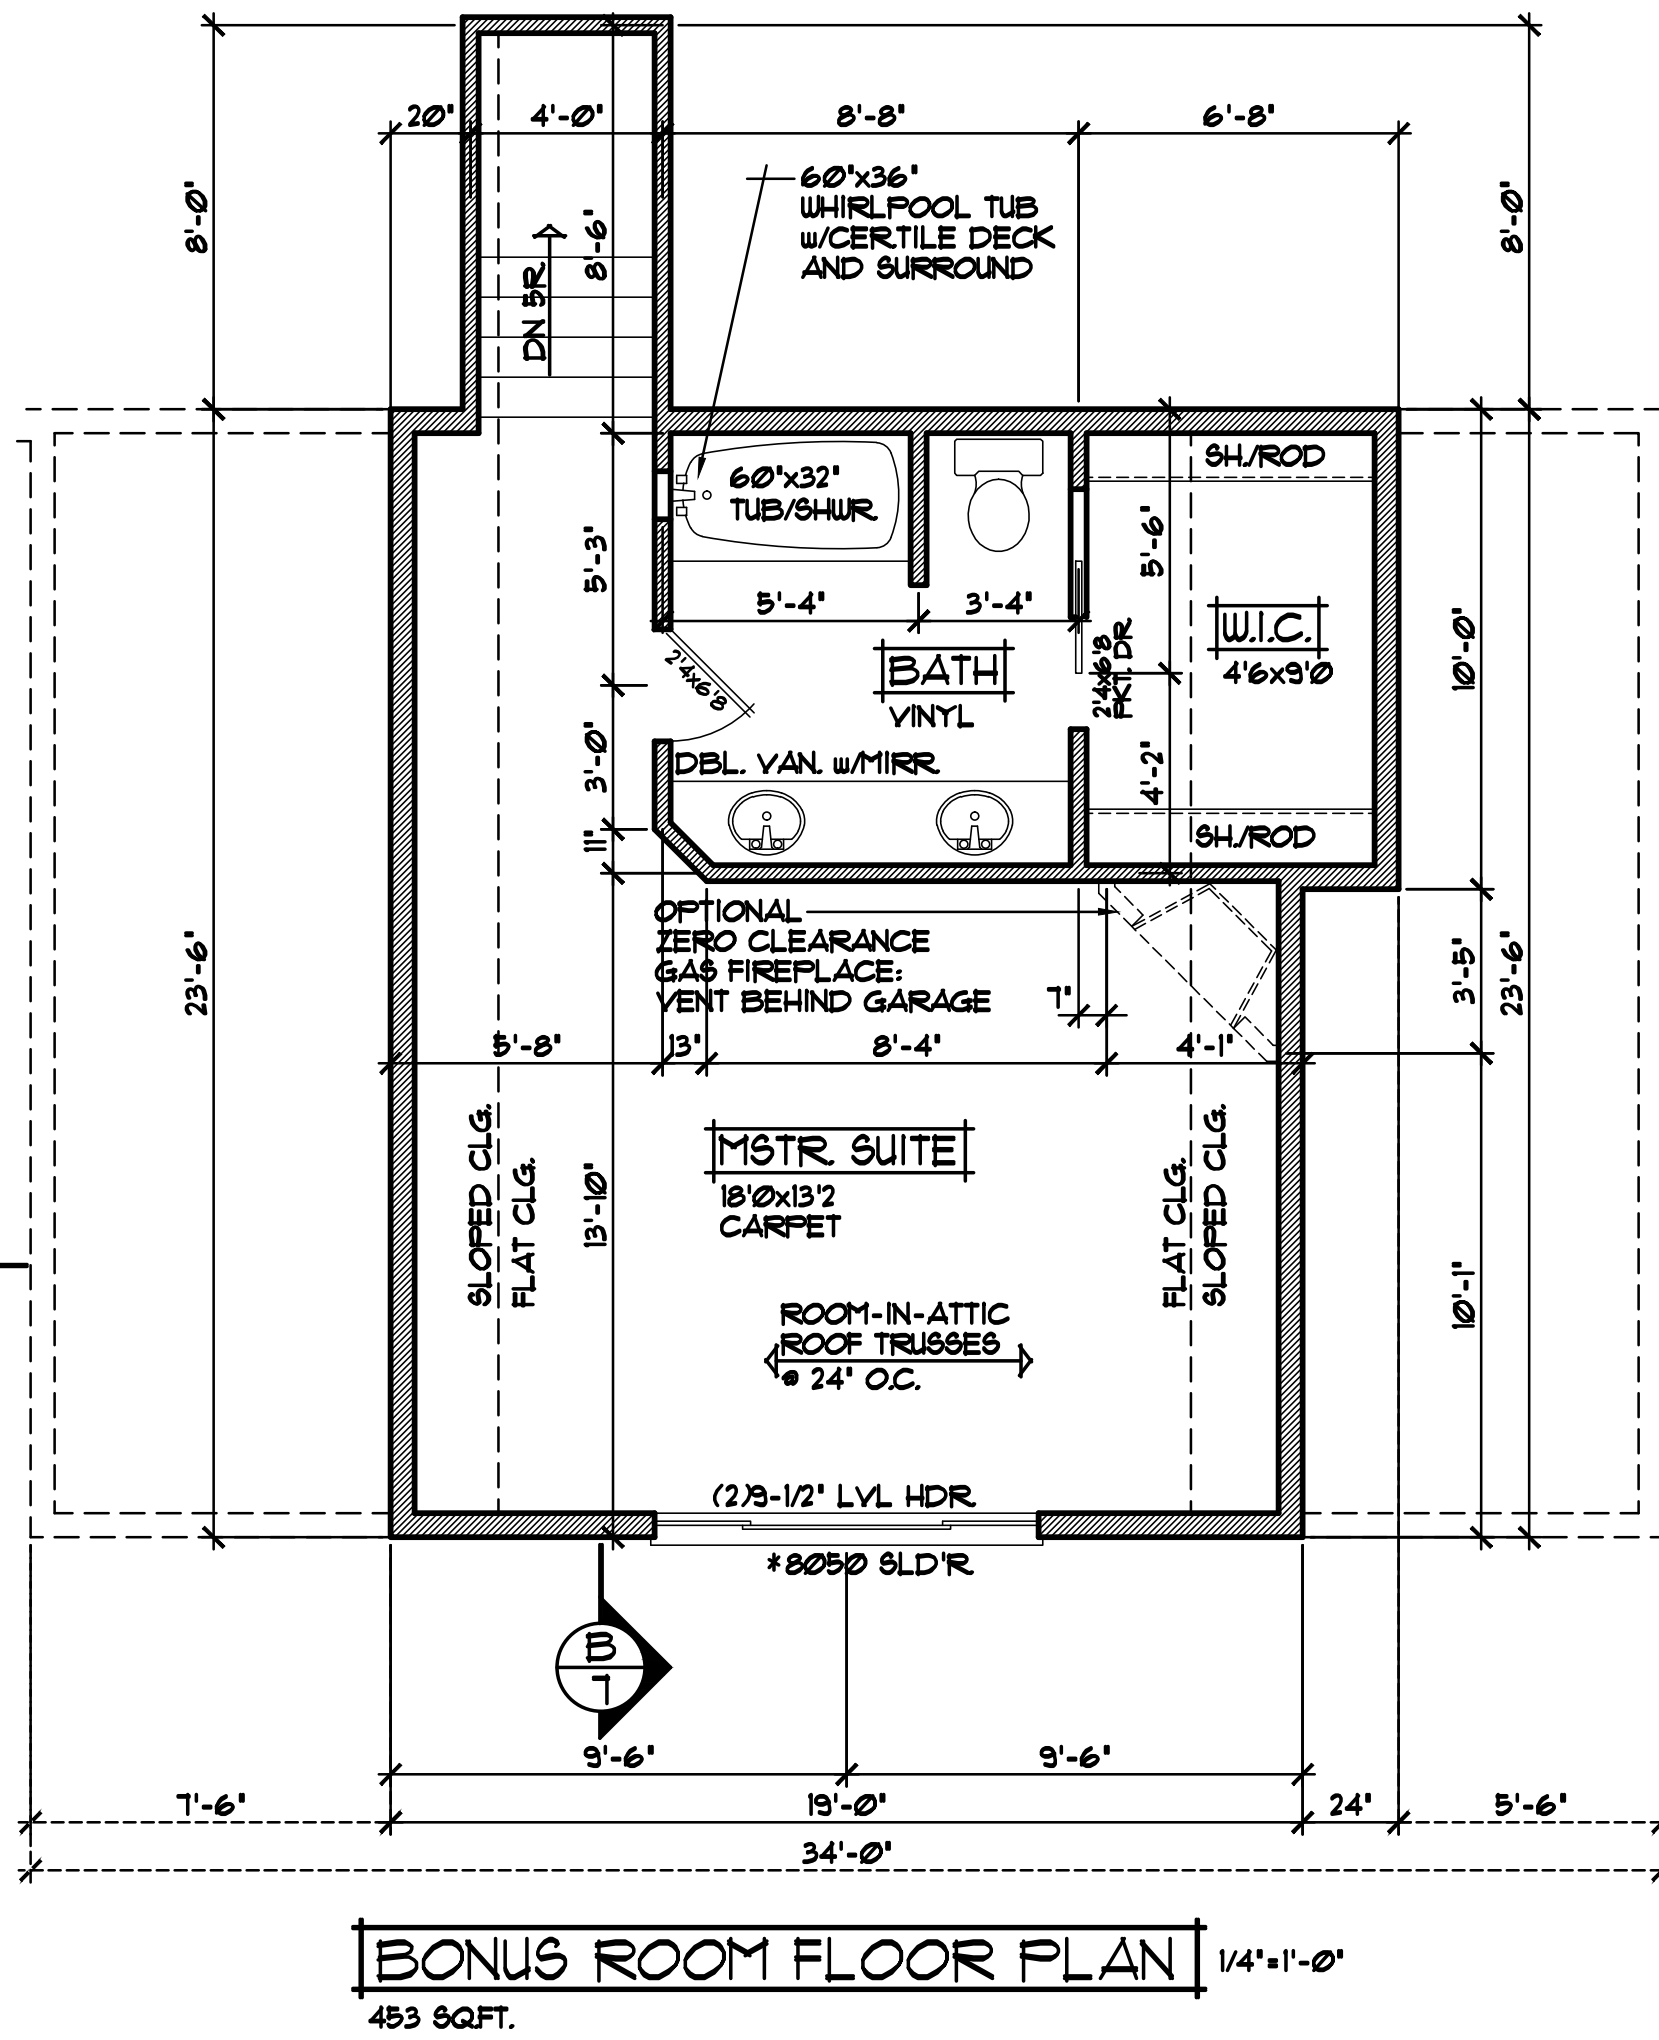 20" 4'-0" 8'-8" 6'-8"
8'-0"
8'-6"
8'-0"
60"x36"
WHIRLPOOL TUB
w/CER.TILE DECK
AND SURROUND
DN 5R
SH./ROD
60"x32"
TUB/SHWR.
5'-3"
5'-6"
5'-4" 3'-4"
W.I.C.
4'6x9'0
10'-0"
2'4x6'8
BATH
VINYL
2'4x6'8
PKT. DR
3'-0"
DBL. VAN. w/MIRR.
4'-2"
11"
SH./ROD
OPTIONAL
ZERO CLEARANCE
GAS FIREPLACE:
VENT BEHIND GARAGE
23'-6"
7"
3'-5"
23'-6"
5'-8" 13" 8'-4" 4'-1"
SLOPED CLG.
FLAT CLG.
13'-10"
MSTR. SUITE
18'0x13'2
CARPET
FLAT CLG.
SLOPED CLG.
10'-1"
ROOM-IN-ATTIC
ROOF TRUSSES
@ 24" O.C.
(2)9-1/2" LVL HDR.
*8050 SLD'R.
B
7
9'-6" 9'-6"
7'-6" 19'-0" 24" 5'-6"
34'-0"
BONUS ROOM FLOOR PLAN 1/4"=1'-0"
453 SQ.FT.